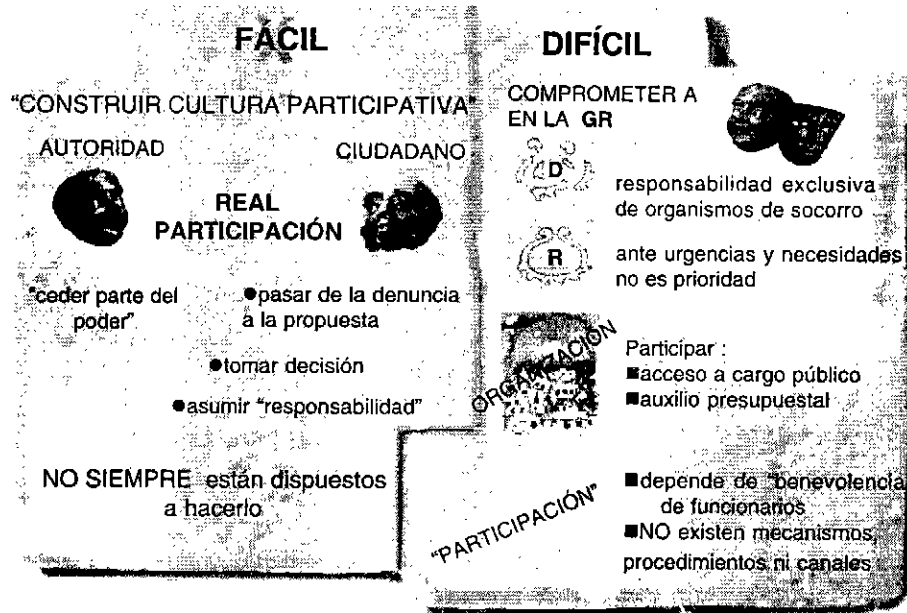 FÁCIL
"CONSTRUIR CULTURA PARTICIPATIVA"
AUTORIDAD
CIUDADANO
REAL
PARTICIPACIÓN
"ceder parte del
poder"
●pasar de la denuncia
a la propuesta
●tomar decisión
●asumir "responsabilidad"
NO SIEMPRE están dispuestos
a hacerlo
DIFÍCIL
COMPROMETER A
EN LA GR
D
responsabilidad exclusiva
de organismos de socorro
R
ante urgencias y necesidades
no es prioridad
ORGANIZACIÓN
Participar :
■acceso a cargo público
■auxilio presupuestal
"PARTICIPACIÓN"
■depende de "benevolencia
de funcionarios
■NO existen mecanismos,
procedimientos ni canales